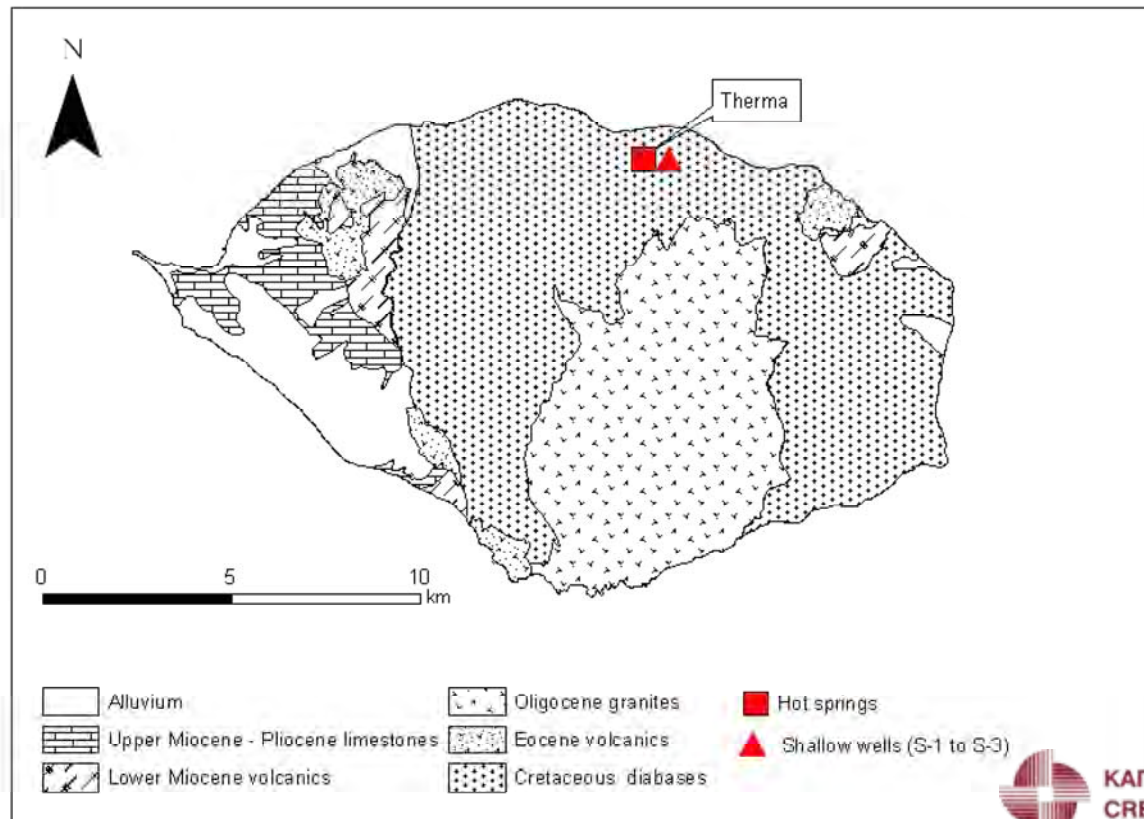 N
Therma
0 5 10
km
Alluvium
Upper Miocene - Pliocene limestones
Lower Miocene volcanics
Oligocene granites
Eocene volcanics
Cretaceous diabases
Hot springs
Shallow wells (S-1 to S-3)
CRE